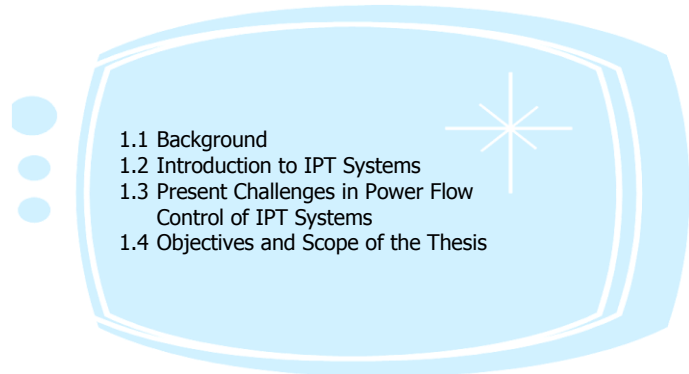 1.1 Background
1.2 Introduction to IPT Systems
1.3 Present Challenges in Power Flow
Control of IPT Systems
1.4 Objectives and Scope of the Thesis